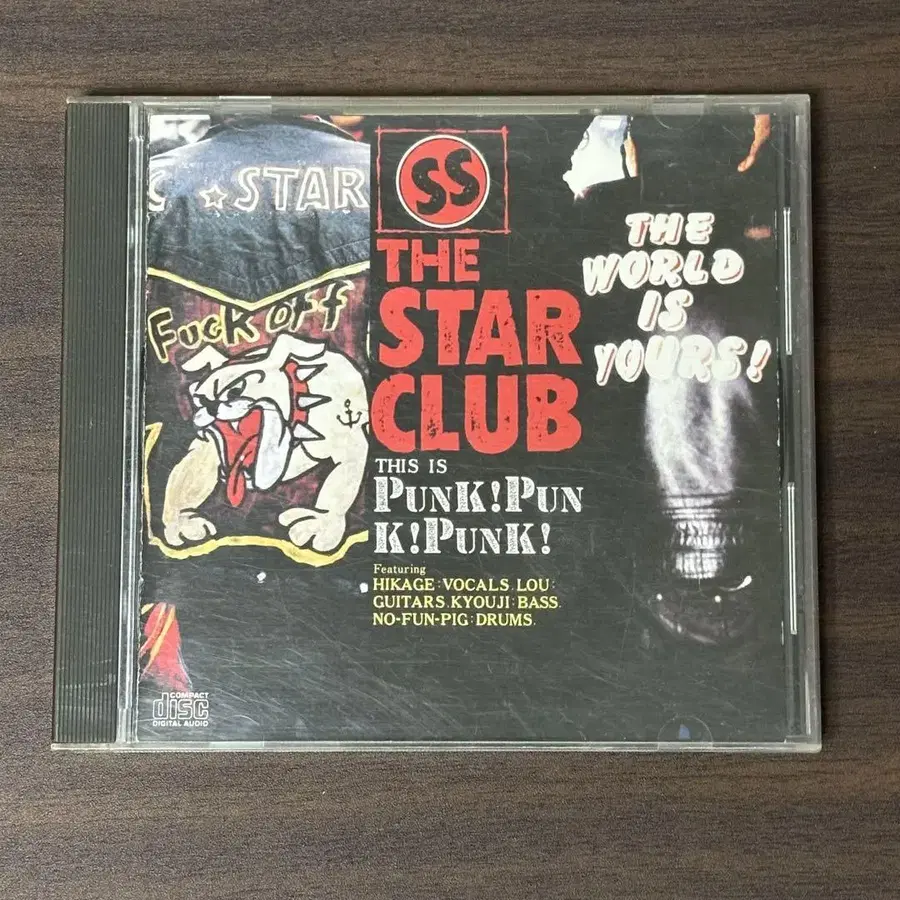 C ☆ STAR
Fuck off
SS
THE
STAR
CLUB
THIS IS
PUNK!PUN
K!PUNK!
Featuring
HIKAGE:VOCALS, LOU:
GUITARS, KYOUJI:BASS,
NO-FUN-PIG:DRUMS.
THE
WORLD
IS
YOURS!
COMPACT
disc
DIGITAL AUDIO